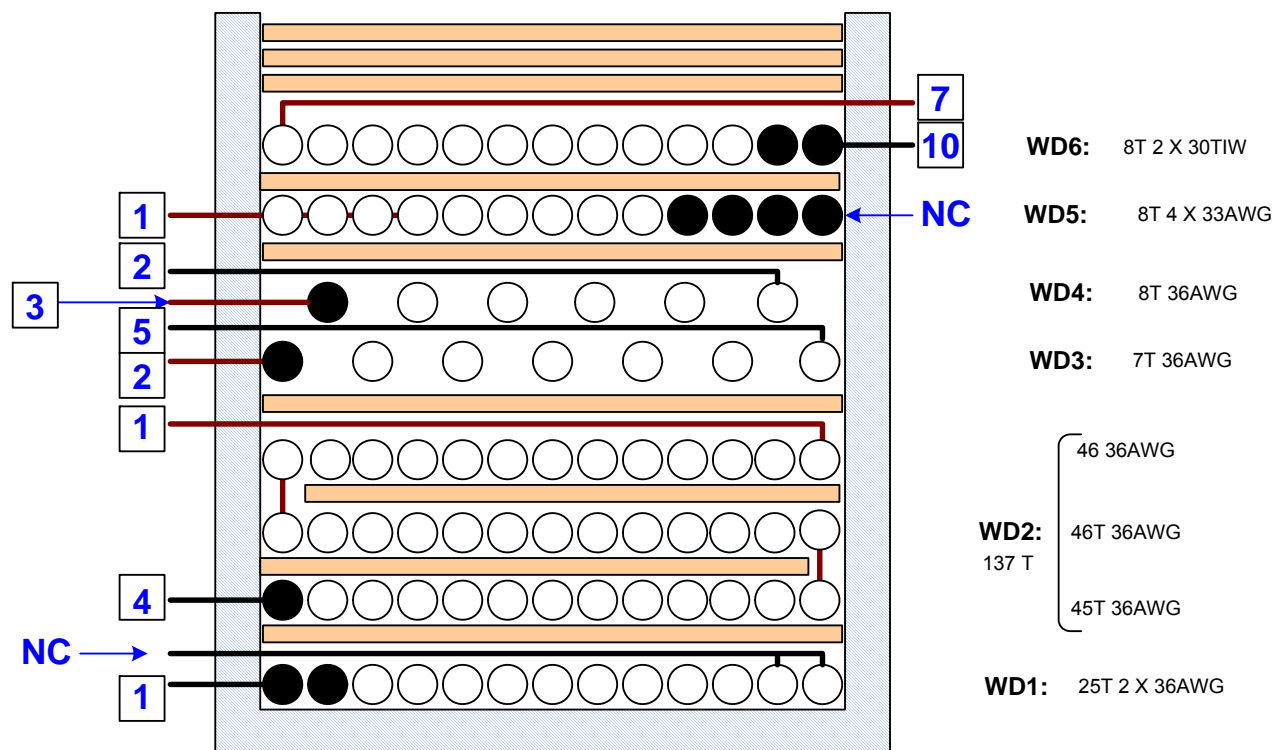 7
10
WD6: 8T 2 X 30TIW
1
NC
WD5: 8T 4 X 33AWG
2
3
WD4: 8T 36AWG
5
2
WD3: 7T 36AWG
1
46 36AWG
WD2: 46T 36AWG
137 T
4
45T 36AWG
NC
1
WD1: 25T 2 X 36AWG